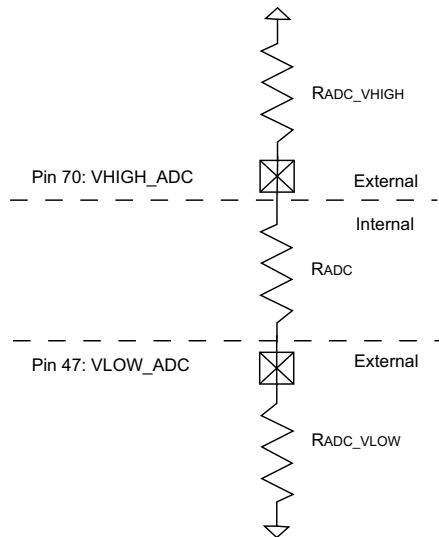 RADC_VHIGH
Pin 70: VHIGH_ADC
External
Internal
RADC
Pin 47: VLOW_ADC
External
RADC_VLOW